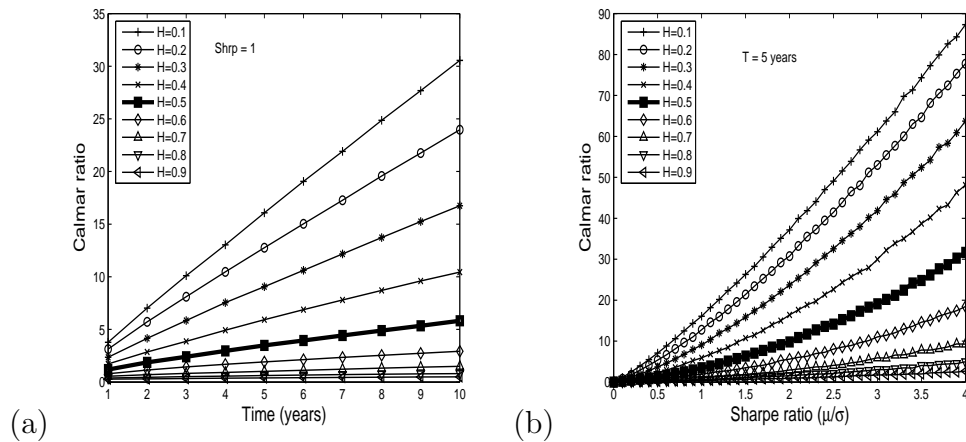 (a)
Calmar ratio
35
30
25
20
15
10
5
0
H=0.1
H=0.2
H=0.3
H=0.4
H=0.5
H=0.6
H=0.7
H=0.8
H=0.9
Shrp = 1
1 2 3 4 5 6 7 8 9 10
Time (years)
(b)
Calmar ratio
90
80
70
60
50
40
30
20
10
0
H=0.1
H=0.2
H=0.3
H=0.4
H=0.5
H=0.6
H=0.7
H=0.8
H=0.9
T = 5 years
0 0.5 1 1.5 2 2.5 3 3.5 4
Sharpe ratio (μ/σ)